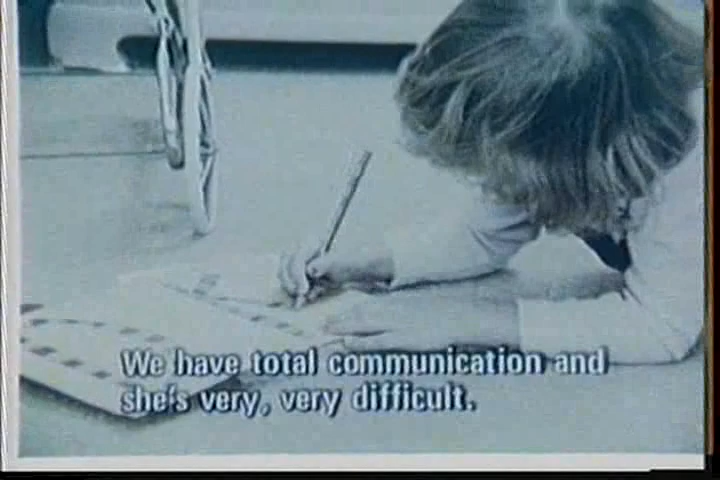 We have total communication and
she's very, very difficult.